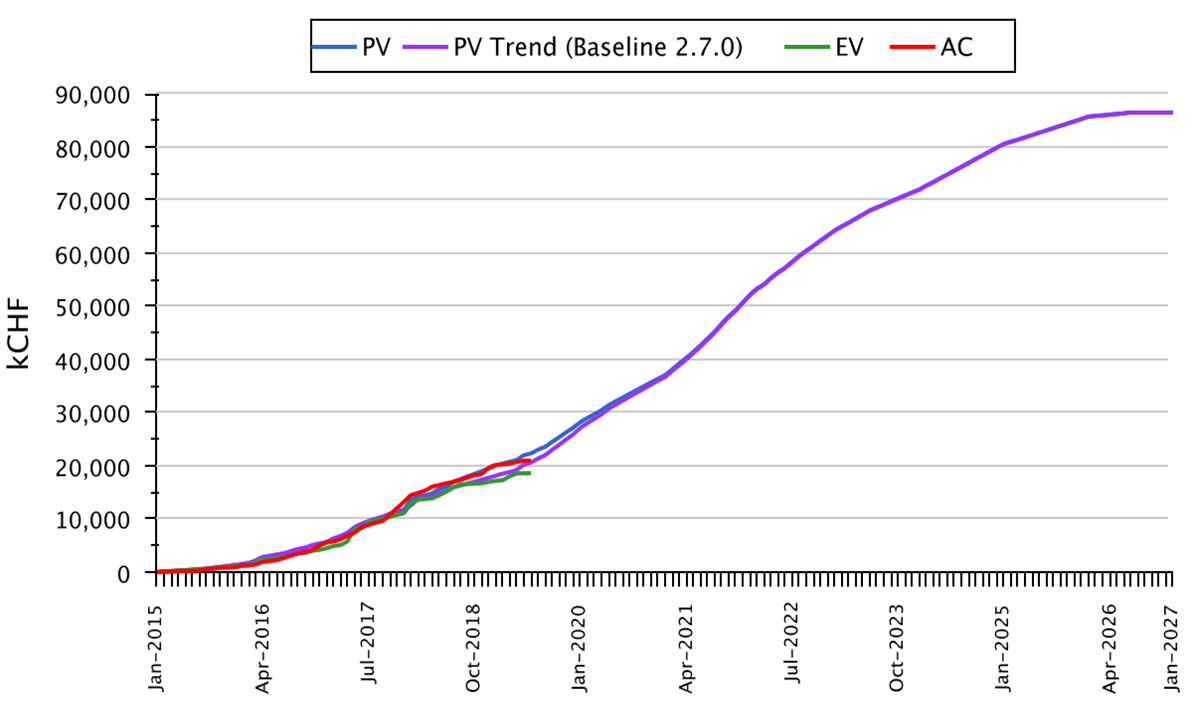 PV PV Trend (Baseline 2.7.0) EV AC
90,000
80,000
70,000
60,000
50,000
40,000
30,000
20,000
10,000
0
kCHF
Jan-2015
Apr-2016
Jul-2017
Oct-2018
Jan-2020
Apr-2021
Jul-2022
Oct-2023
Jan-2025
Apr-2026
Jan-2027